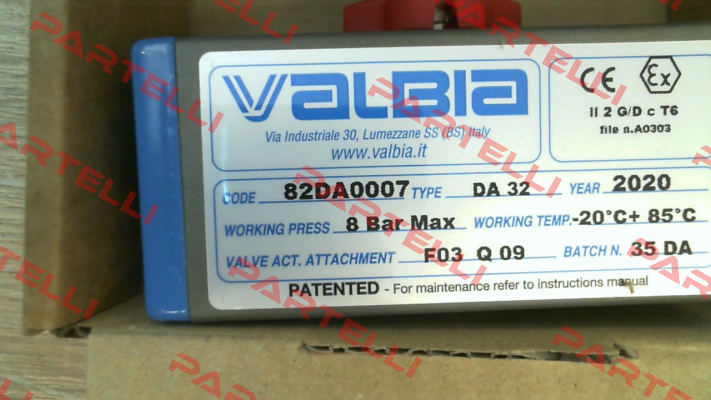 VALBIA
Via Industriale 30, Lumezzane SS (BS) Italy
www.valbia.it
CE Ex
II 2 G/D c T6
file n.A0303
CODE 82DA0007 TYPE DA 32 YEAR 2020
WORKING PRESS 8 Bar Max WORKING TEMP. -20°C+ 85°C
VALVE ACT. ATTACHMENT F03 Q 09 BATCH N. 35 DA
PATENTED - For maintenance refer to instructions manual
PARTELLI
PARTELLI
PARTELLI
PARTELLI
PARTELLI
PARTELLI
PARTELLI